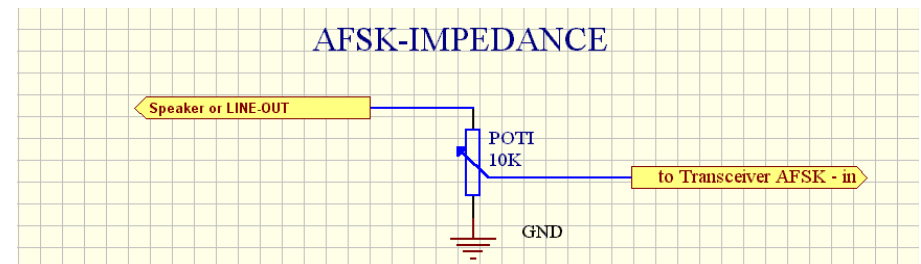 AFSK-IMPEDANCE
Speaker or LINE-OUT
POTI
10K
to Transceiver AFSK - in
GND